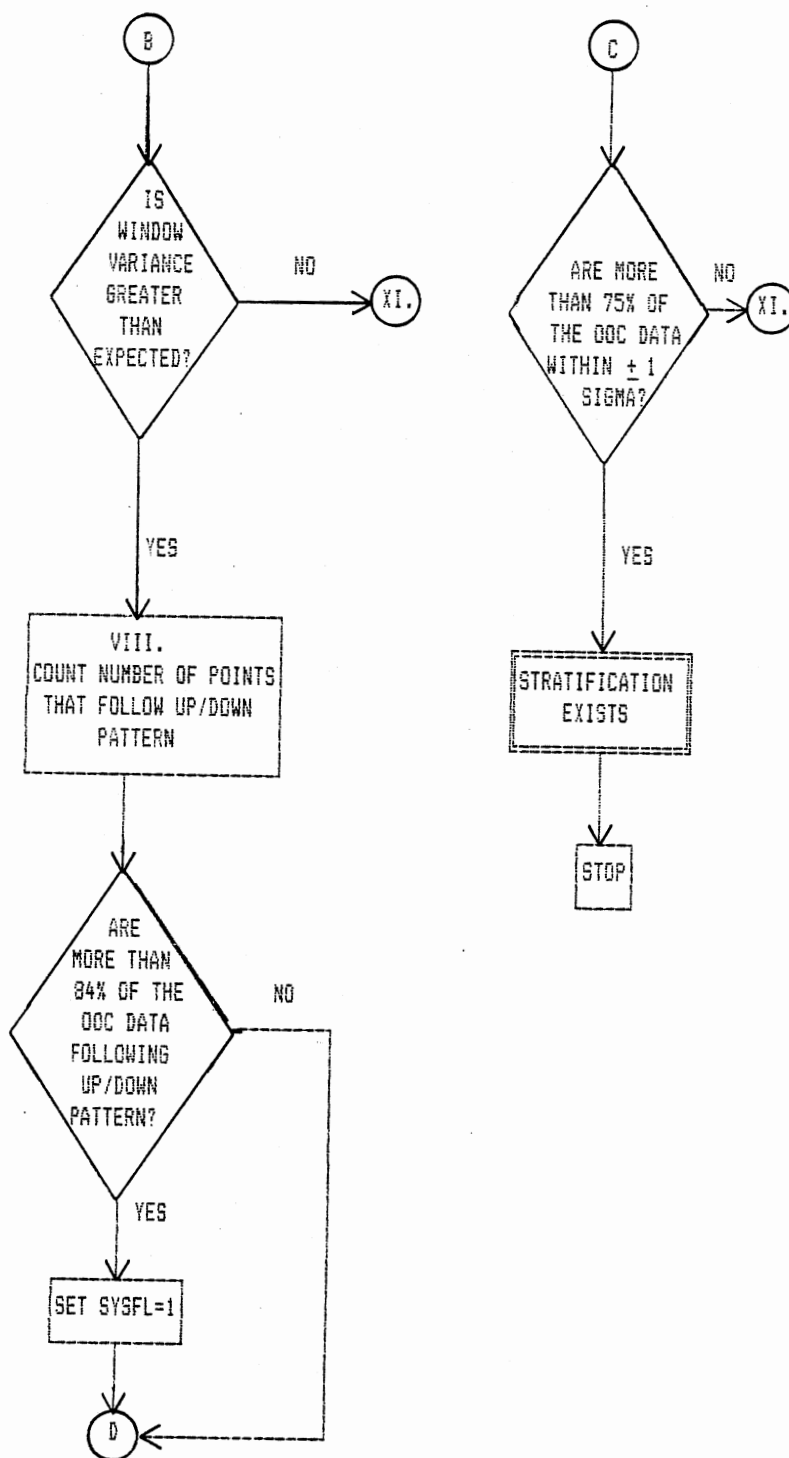 B
IS
WINDOW
VARIANCE
GREATER
THAN
EXPECTED?
NO
XI.
YES
VIII.
COUNT NUMBER OF POINTS
THAT FOLLOW UP/DOWN
PATTERN
ARE
MORE THAN
84% OF THE
OOC DATA
FOLLOWING
UP/DOWN
PATTERN?
NO
YES
SET SYSFL=1
D
C
ARE MORE
THAN 75% OF
THE OOC DATA
WITHIN ± 1
SIGMA?
NO
XI.
YES
STRATIFICATION
EXISTS
STOP